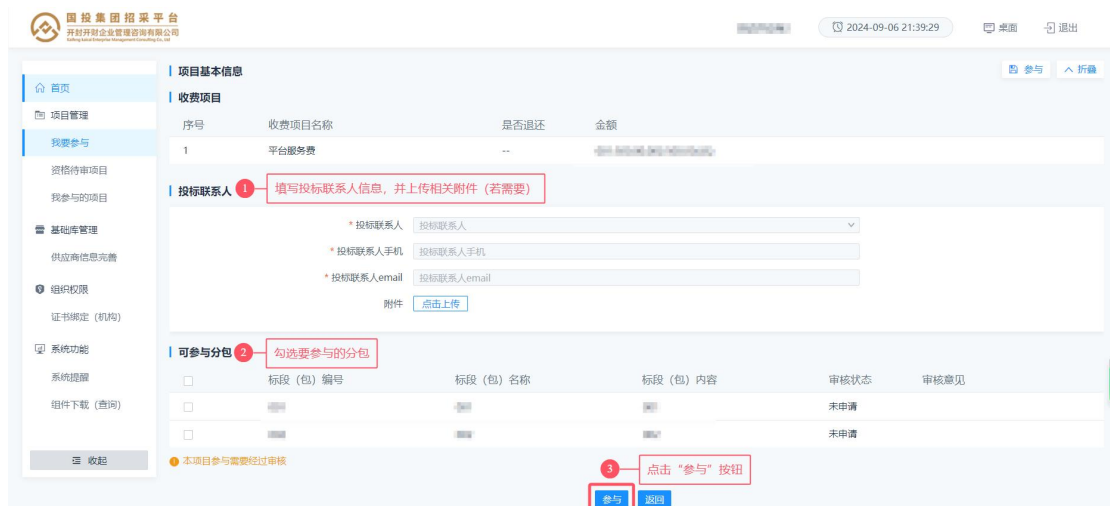 国投集团招采平台
开封开财企业管理咨询有限公司
2024-09-06 21:39:29 桌面 退出
首页
项目管理
我要参与
资格待审项目
我参与的项目
基础库管理
供应商信息完善
组织权限
证书绑定（机构）
系统功能
系统提醒
组件下载（查询）
收起
项目基本信息 参与 折叠
收费项目
序号 收费项目名称 是否退还 金额
1 平台服务费 --
投标联系人 1 填写投标联系人信息，并上传相关附件（若需要）
* 投标联系人 投标联系人
* 投标联系人手机 投标联系人手机
* 投标联系人email 投标联系人email
附件 点击上传
可参与分包 2 勾选要参与的分包
标段（包）编号 标段（包）名称 标段（包）内容 审核状态 审核意见
未申请
未申请
本项目参与需要经过审核
3 点击“参与”按钮
参与 返回